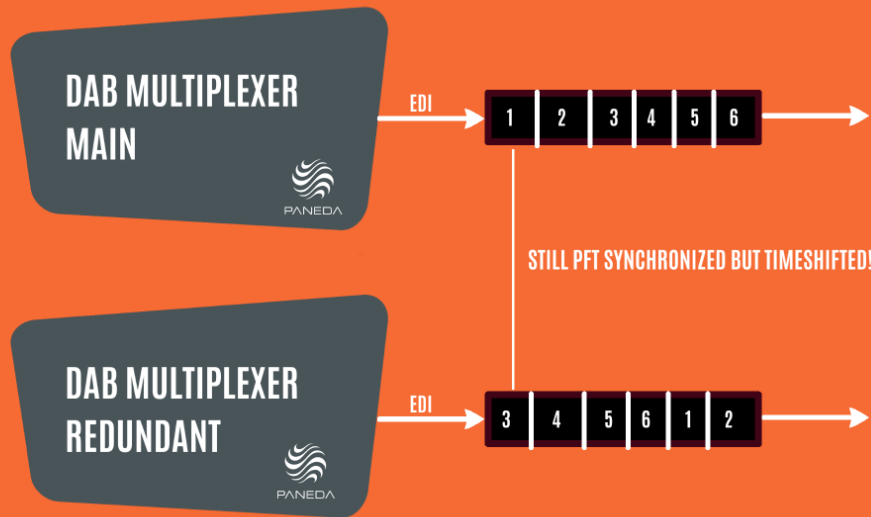 DAB MULTIPLEXER
MAIN
PANEDA
EDI
1 2 3 4 5 6
STILL PFT SYNCHRONIZED BUT TIMESHIFTED!
DAB MULTIPLEXER
REDUNDANT
PANEDA
EDI
3 4 5 6 1 2